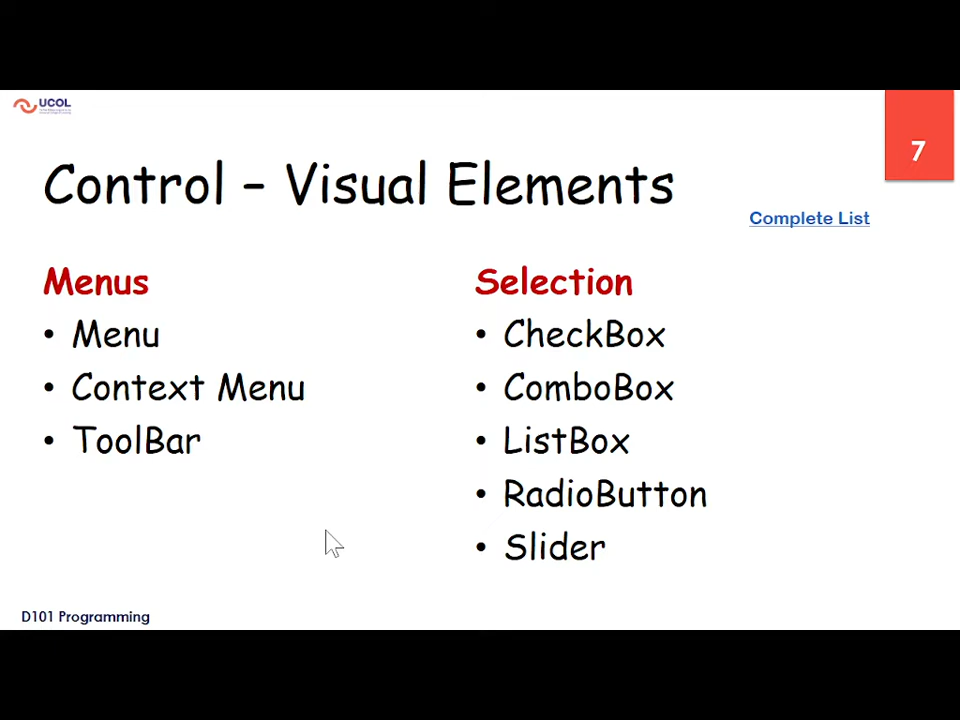 UCOL
7
Control – Visual Elements
Complete List
Menus
• Menu
• Context Menu
• ToolBar
Selection
• CheckBox
• ComboBox
• ListBox
• RadioButton
• Slider
D101 Programming